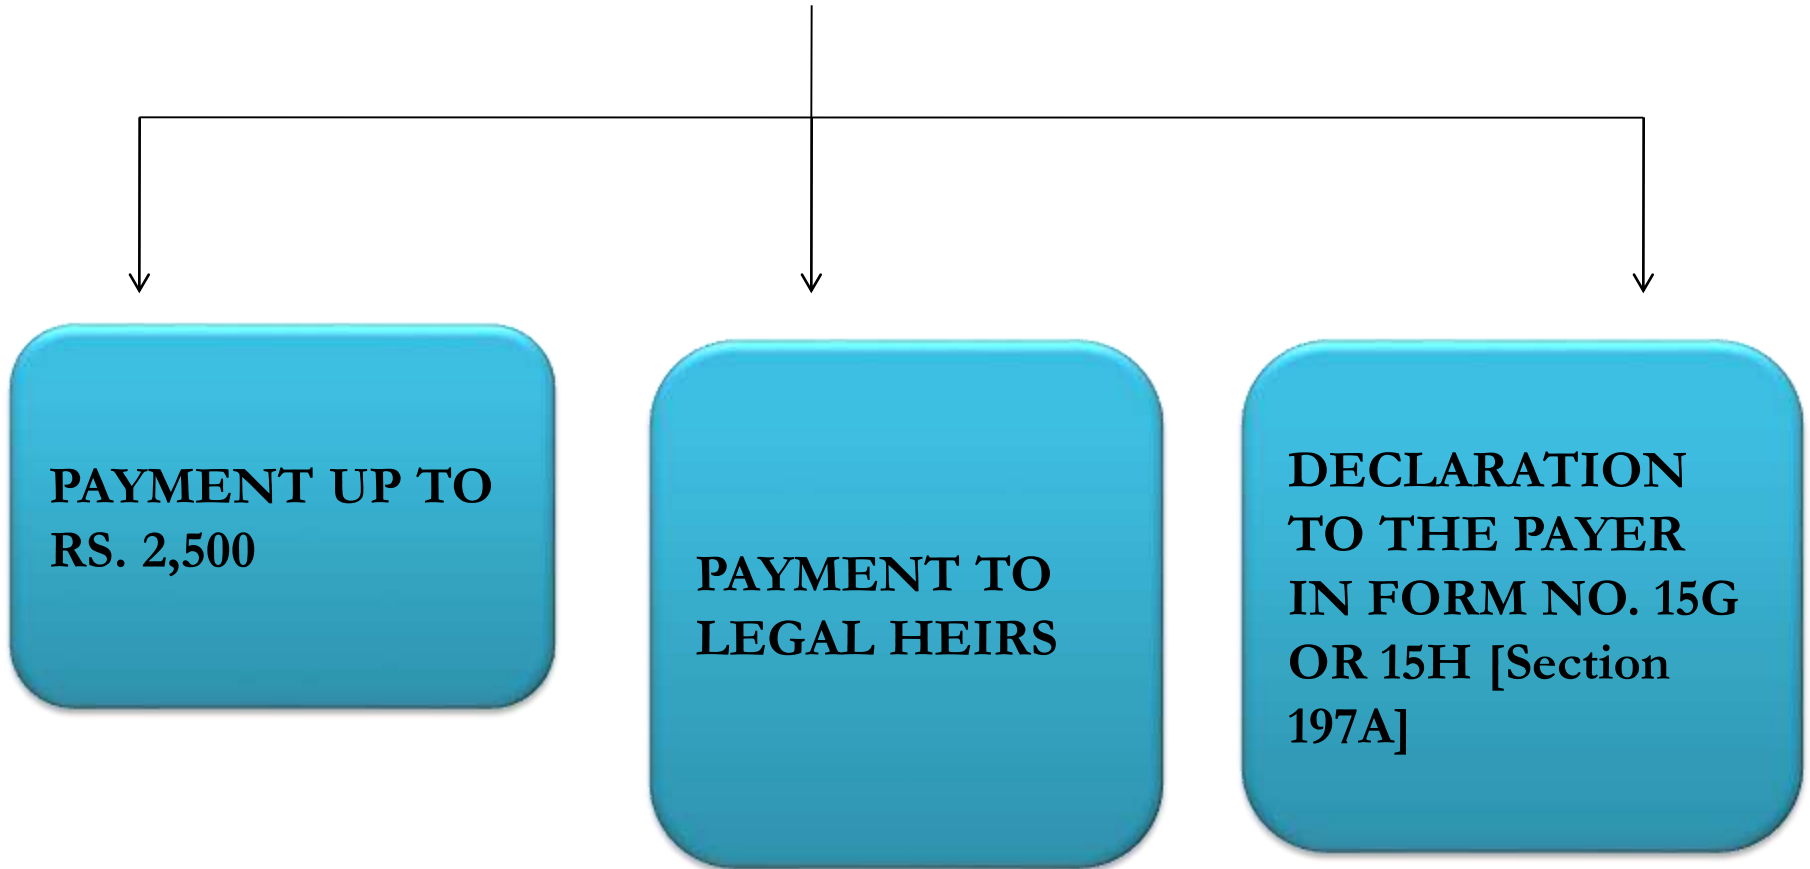 PAYMENT UP TO
RS. 2,500
PAYMENT TO
LEGAL HEIRS
DECLARATION
TO THE PAYER
IN FORM NO. 15G
OR 15H [Section
197A]